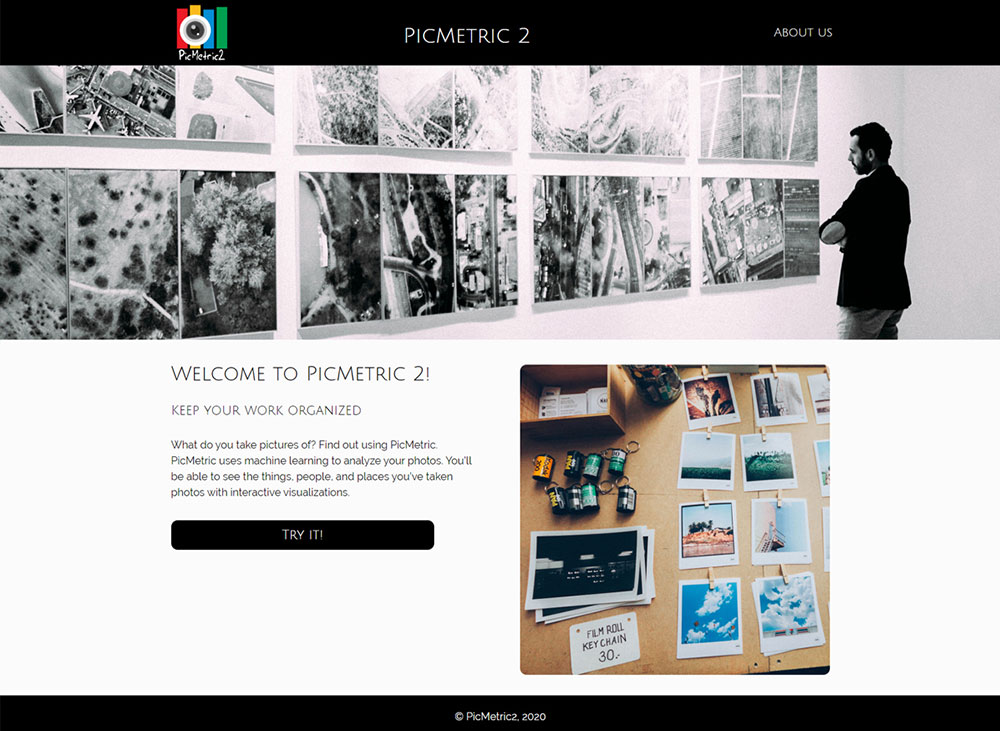 PicMetric2
PicMetric 2
About us
Welcome to PicMetric 2!
Keep your work organized
What do you take pictures of? Find out using PicMetric.
PicMetric uses machine learning to analyze your photos. You'll
be able to see the things, people, and places you've taken
photos with interactive visualizations.
Try it!
FILM ROLL
KEY CHAIN
30.-
© PicMetric2, 2020